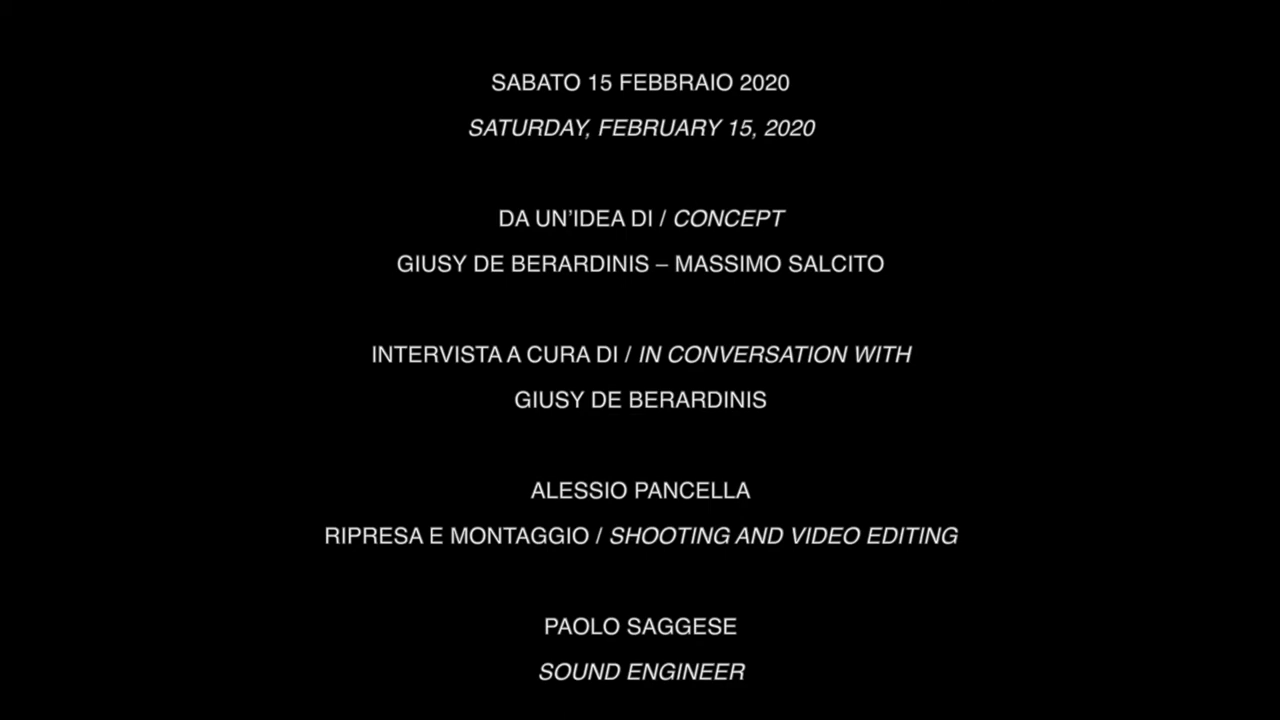 SABATO 15 FEBBRAIO 2020
SATURDAY, FEBRUARY 15, 2020
DA UN’IDEA DI / CONCEPT
GIUSY DE BERARDINIS – MASSIMO SALCITO
INTERVISTA A CURA DI / IN CONVERSATION WITH
GIUSY DE BERARDINIS
ALESSIO PANCELLA
RIPRESA E MONTAGGIO / SHOOTING AND VIDEO EDITING
PAOLO SAGGESE
SOUND ENGINEER